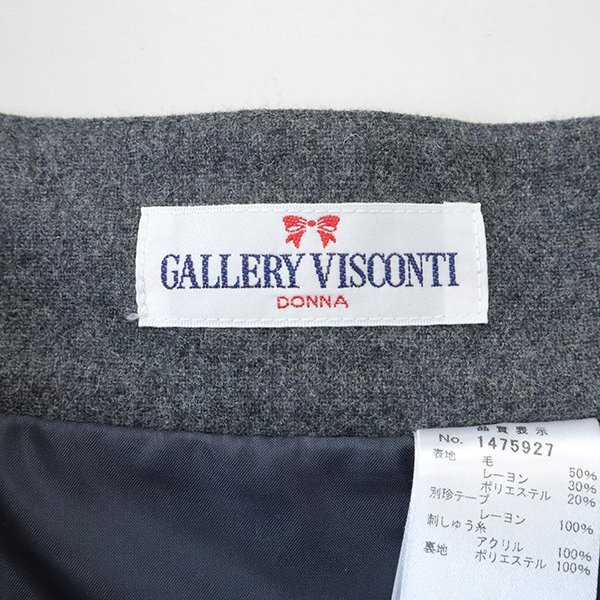 GALLERY VISCONTI
DONNA
品質表示
No. 1475927
表地 毛 50%
レーヨン 30%
ポリエステル 20%
別珍テープ
レーヨン 100%
刺しゅう糸
アクリル 100%
裏地 ポリエステル 100%